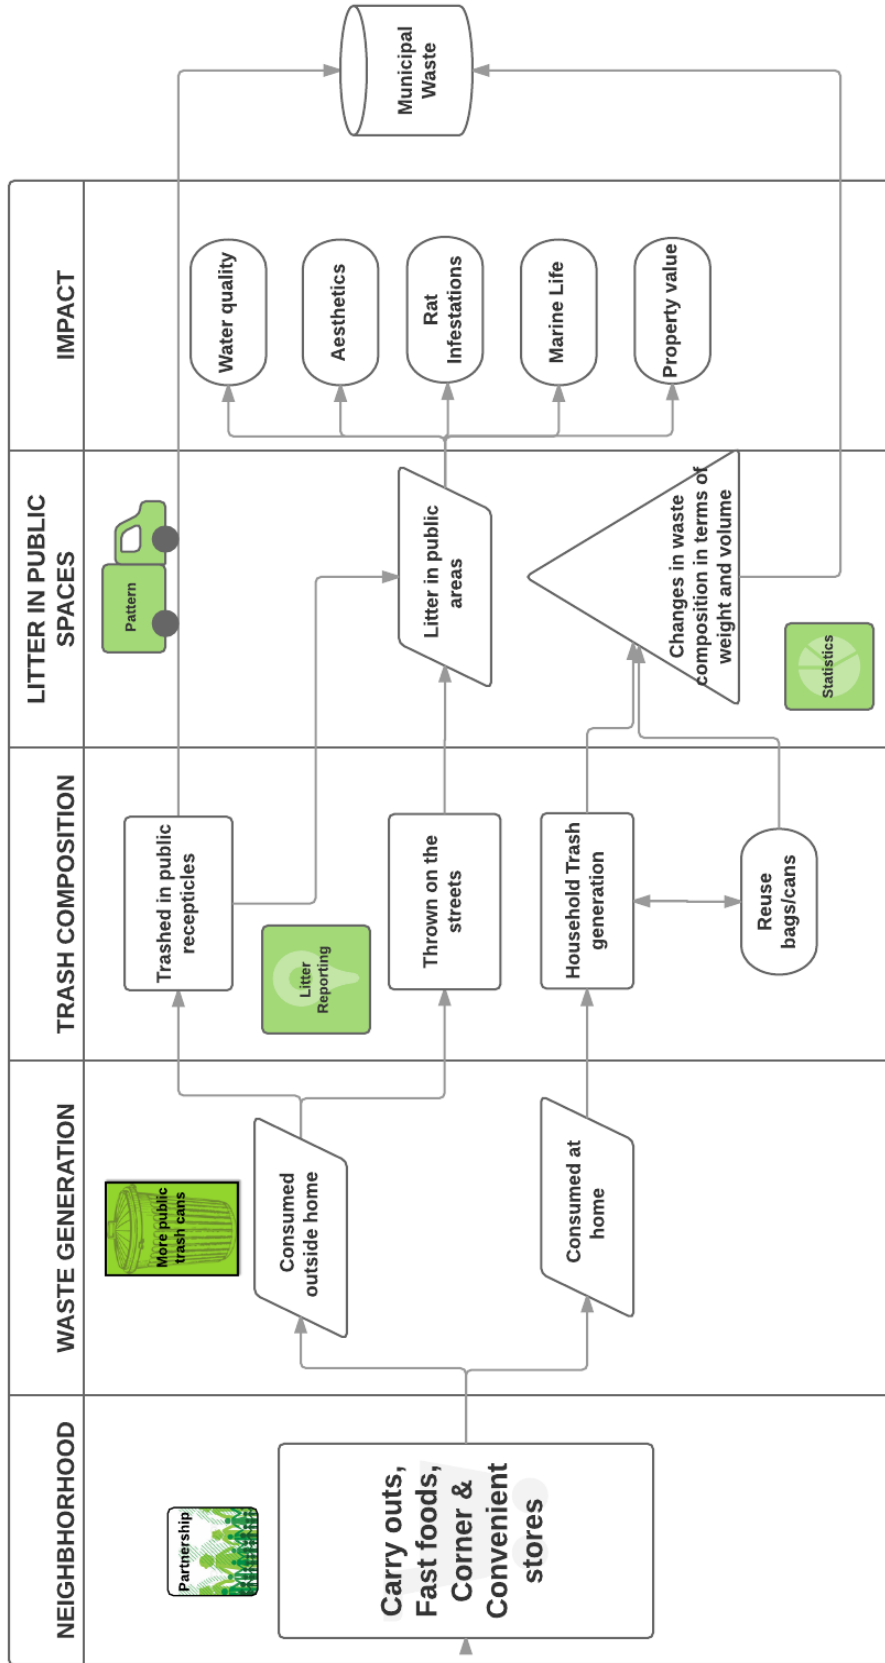 NEIGHBHORHOOD
WASTE GENERATION
TRASH COMPOSITION
LITTER IN PUBLIC
SPACES
IMPACT
Partnership
Carry outs,
Fast foods,
Corner &
Convenient
stores
More public
trash cans
Consumed
outside home
Consumed at
home
Trashed in public
recepticles
Litter
Reporting
Thrown on the
streets
Household Trash
generation
Reuse
bags/cans
Pattern
Litter in public
areas
Changes in waste
composition in terms of
weight and volume
Statistics
Water quality
Aesthetics
Rat
Infestations
Marine Life
Property value
Municipal
Waste